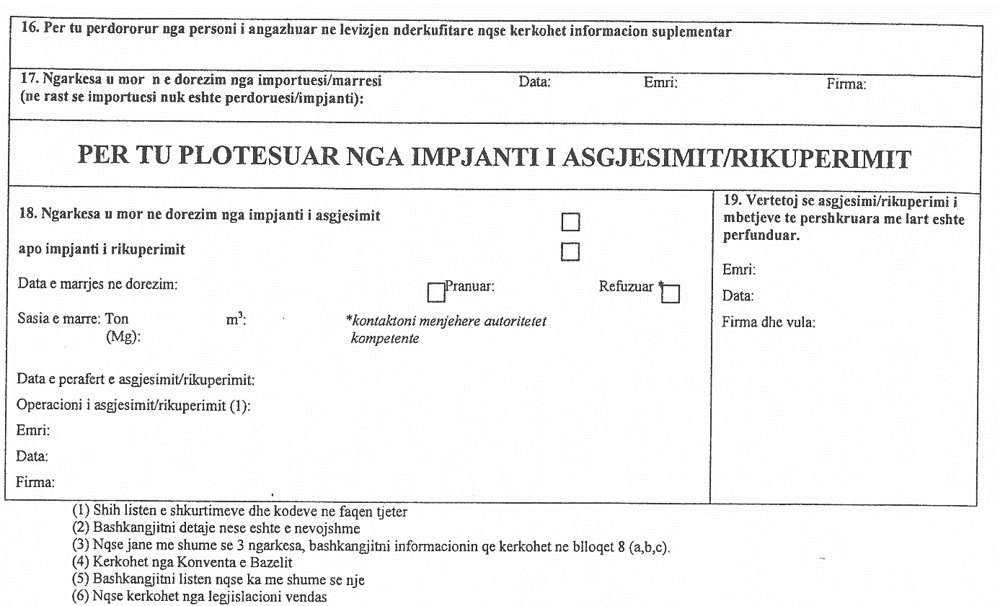 16. Per tu perdororur nga personi i angazhuar ne levizjen nderkufitare nqse kerkohet informacion suplementar
17. Ngarkesa u mor n e dorezim nga importuesi/marresi Data: Emri: Firma:
(ne rast se importuesi nuk eshte perdoruesi/impjanti):
PER TU PLOTESUAR NGA IMPJANTI I ASGJESIMIT/RIKUPERIMIT
18. Ngarkesa u mor ne dorezim nga impjanti i asgjesimit
apo impjanti i rikuperimit
Data e marrjes ne dorezim: Pranuar: Refuzuar *
Sasia e marre: Ton m³: *kontaktoni menjehere autoritetet
(Mg): kompetente
Data e perafert e asgjesimit/rikuperimit:
Operacioni i asgjesimit/rikuperimit (1):
Emri:
Data:
Firma:
19. Vertetoj se asgjesimi/rikuperimi i
mbetjeve te pershkruara me lart eshte
perfunduar.
Emri:
Data:
Firma dhe vula:
(1) Shih listen e shkurtimeve dhe kodeve ne faqen tjeter
(2) Bashkangjitni detaje nese eshte e nevojshme
(3) Nqse jane me shume se 3 ngarkesa, bashkangjitni informacionin qe kerkohet ne blloqet 8 (a,b,c).
(4) Kerkohet nga Konventa e Bazelit
(5) Bashkangjitni listen nqse ka me shume se nje
(6) Nqse kerkohet nga legjislacioni vendas